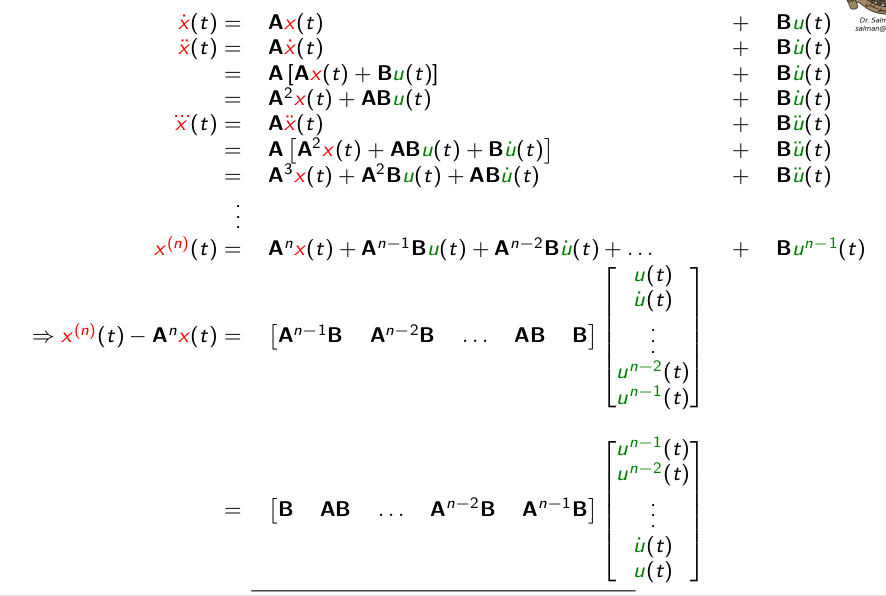 Dr. Sal
salman@
ẋ(t) = Ax(t) + Bu(t)
ẍ(t) = Aẋ(t) + Bu̇(t)
= A [Ax(t) + Bu(t)] + Bu̇(t)
= A²x(t) + ABu(t) + Bu̇(t)
x⃛(t) = Aẍ(t) + Bü(t)
= A [A²x(t) + ABu(t) + Bu̇(t)] + Bü(t)
= A³x(t) + A²Bu(t) + ABu̇(t) + Bü(t)
⋮
x⁽ⁿ⁾(t) = Aⁿx(t) + Aⁿ⁻¹Bu(t) + Aⁿ⁻²Bu̇(t) + … + Buⁿ⁻¹(t)
⇒ x⁽ⁿ⁾(t) − Aⁿx(t) = [Aⁿ⁻¹B Aⁿ⁻²B … AB B] [u(t) u̇(t) ⋮ uⁿ⁻²(t) uⁿ⁻¹(t)]
= [B AB … Aⁿ⁻²B Aⁿ⁻¹B] [uⁿ⁻¹(t) uⁿ⁻²(t) ⋮ u̇(t) u(t)]